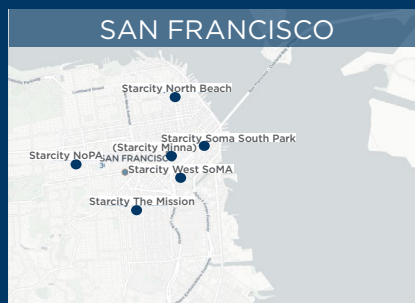 SAN FRANCISCO
Starcity North Beach
Starcity Soma South Park
(Starcity Minna)
Starcity NoPA
SAN FRANCISCO
Starcity West SoMA
Starcity The Mission